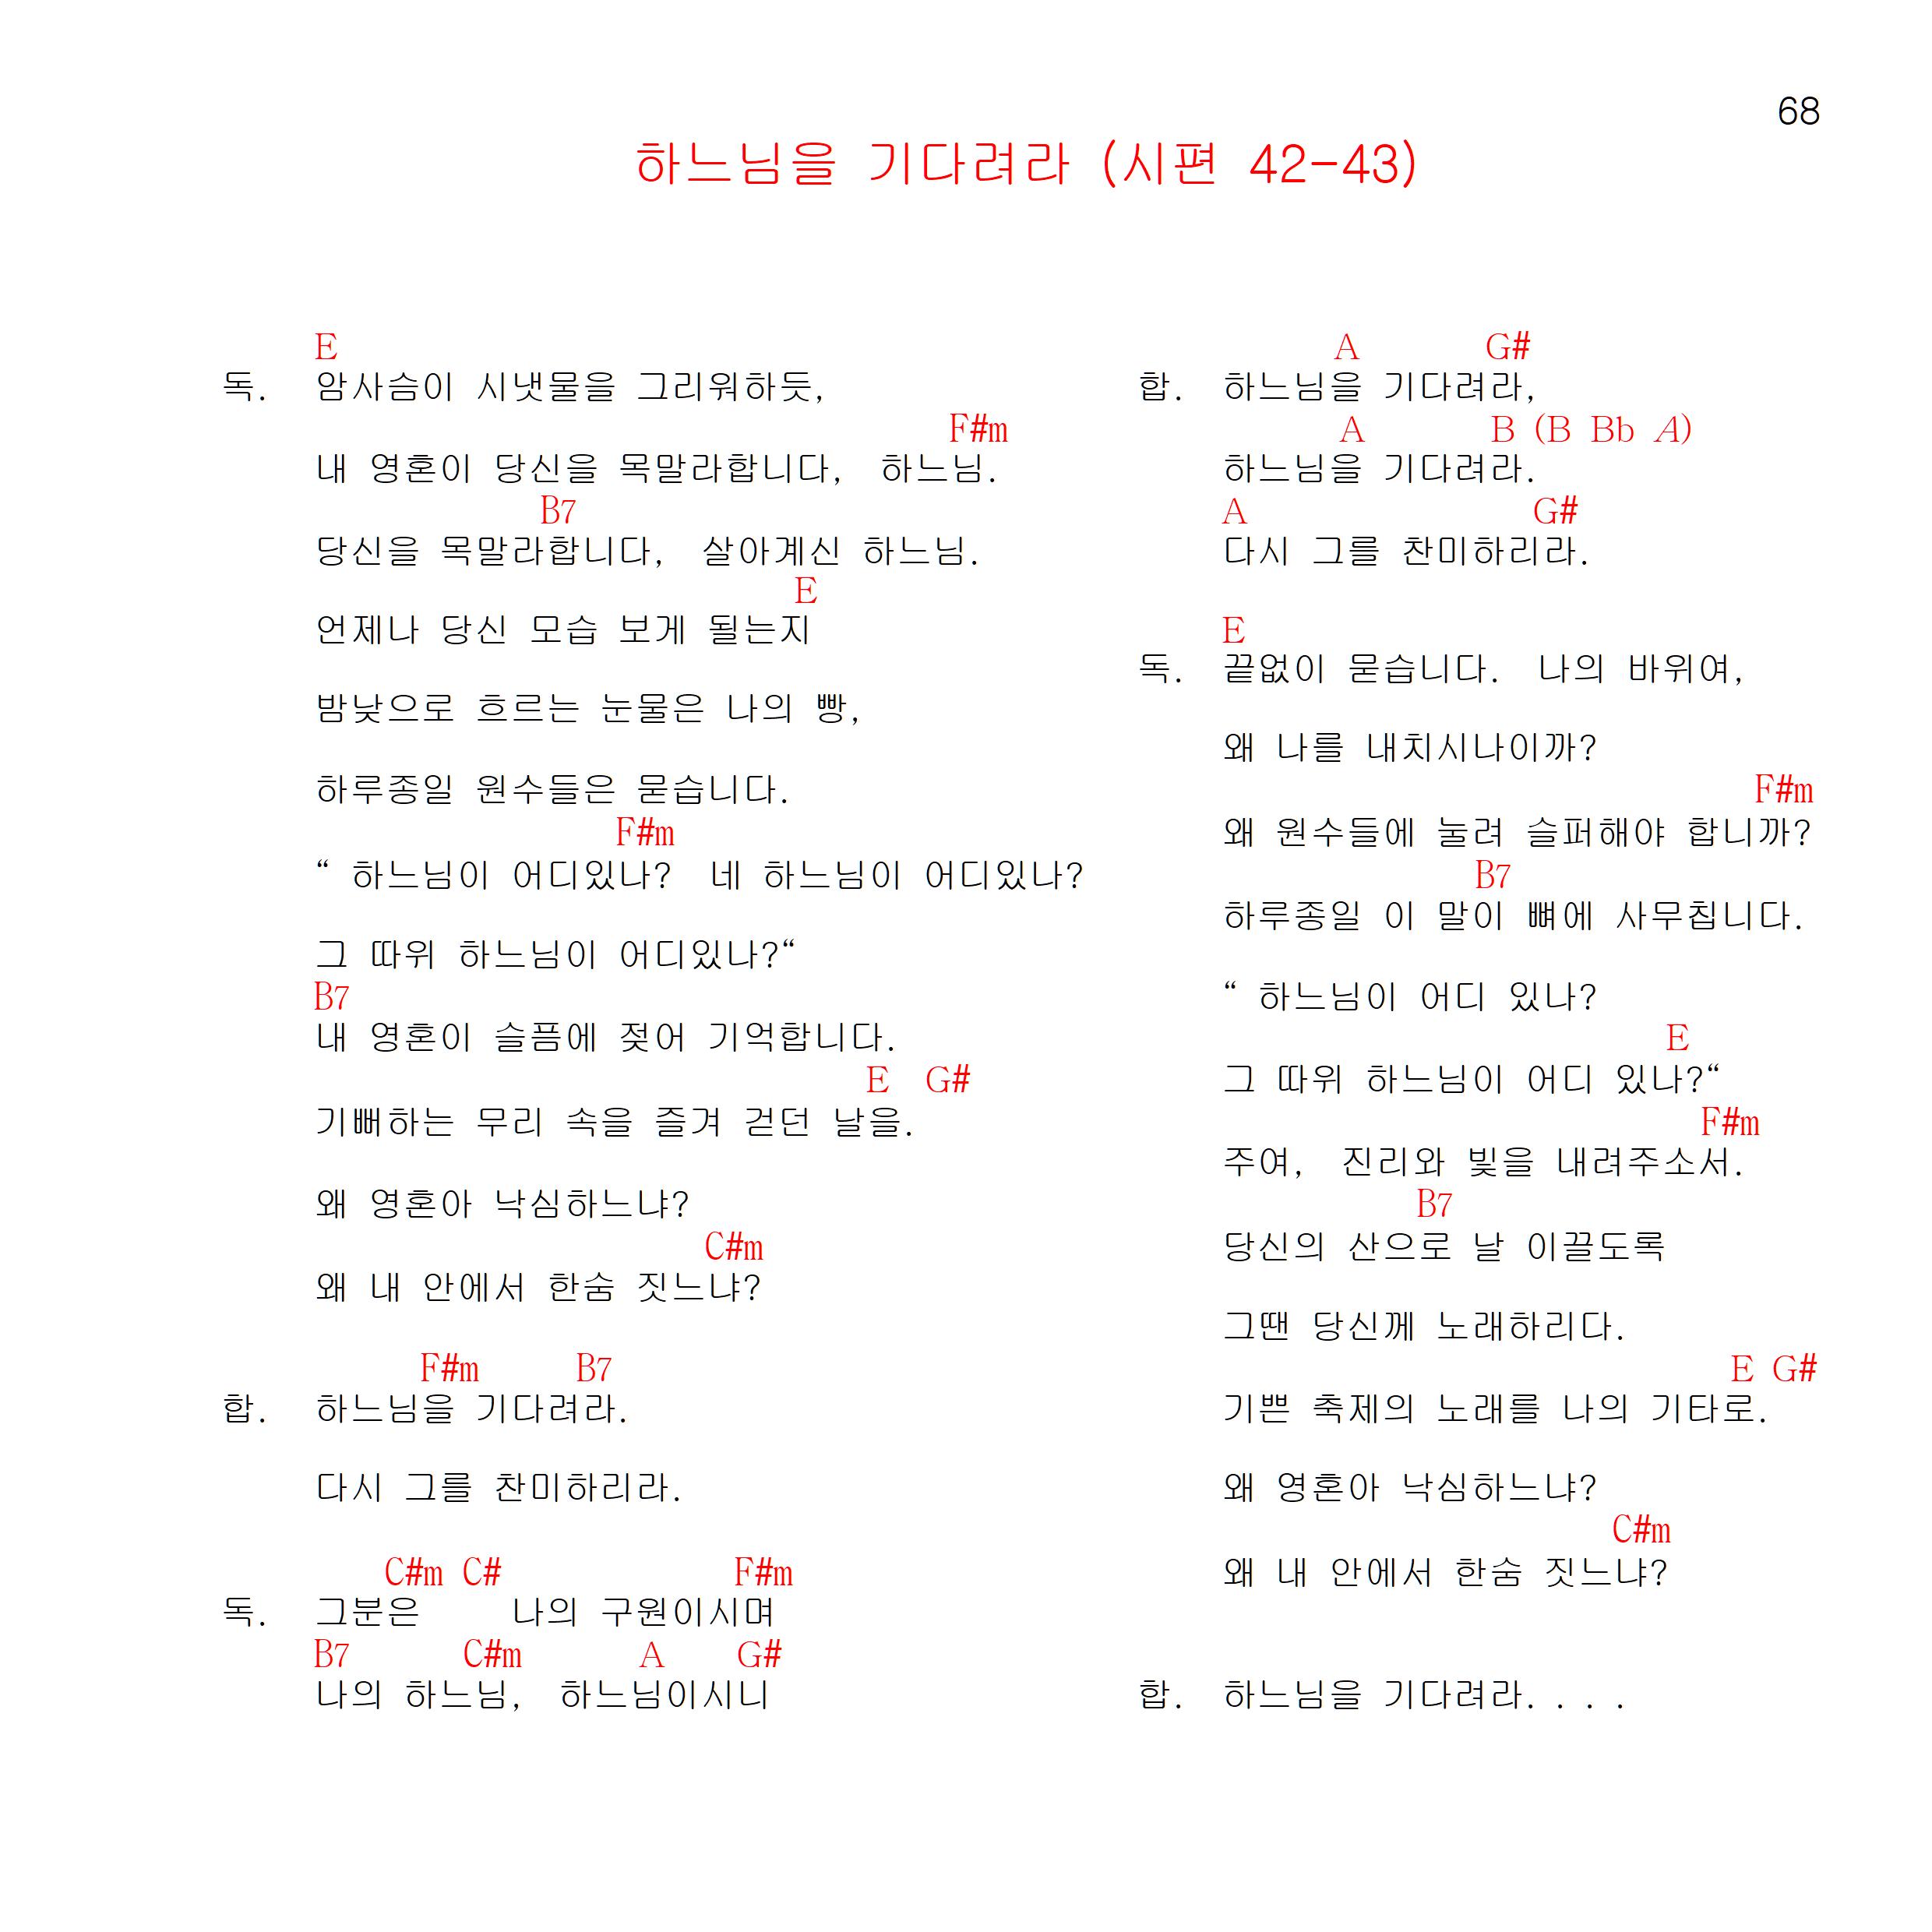 68
하느님을 기다려라 (시편 42-43)
E
독. 암사슴이 시냇물을 그리워하듯,
F#m
내 영혼이 당신을 목말라합니다, 하느님.
B7
당신을 목말라합니다, 살아계신 하느님.
E
언제나 당신 모습 보게 될는지
밤낮으로 흐르는 눈물은 나의 빵,
하루종일 원수들은 묻습니다.
F#m
“ 하느님이 어디있나? 네 하느님이 어디있나?
그 따위 하느님이 어디있나?“
B7
내 영혼이 슬픔에 젖어 기억합니다.
E G#
기뻐하는 무리 속을 즐겨 걷던 날을.
왜 영혼아 낙심하느냐?
C#m
왜 내 안에서 한숨 짓느냐?
F#m B7
합. 하느님을 기다려라.
다시 그를 찬미하리라.
C#m C# F#m
독. 그분은 나의 구원이시며
B7 C#m A G#
나의 하느님, 하느님이시니
A G#
합. 하느님을 기다려라,
A B (B Bb A)
하느님을 기다려라.
A G#
다시 그를 찬미하리라.
E
독. 끝없이 묻습니다. 나의 바위여,
왜 나를 내치시나이까?
F#m
왜 원수들에 눌려 슬퍼해야 합니까?
B7
하루종일 이 말이 뼈에 사무칩니다.
“ 하느님이 어디 있나?
E
그 따위 하느님이 어디 있나?“
F#m
주여, 진리와 빛을 내려주소서.
B7
당신의 산으로 날 이끌도록
그땐 당신께 노래하리다.
E G#
기쁜 축제의 노래를 나의 기타로.
왜 영혼아 낙심하느냐?
C#m
왜 내 안에서 한숨 짓느냐?
합. 하느님을 기다려라. . . .